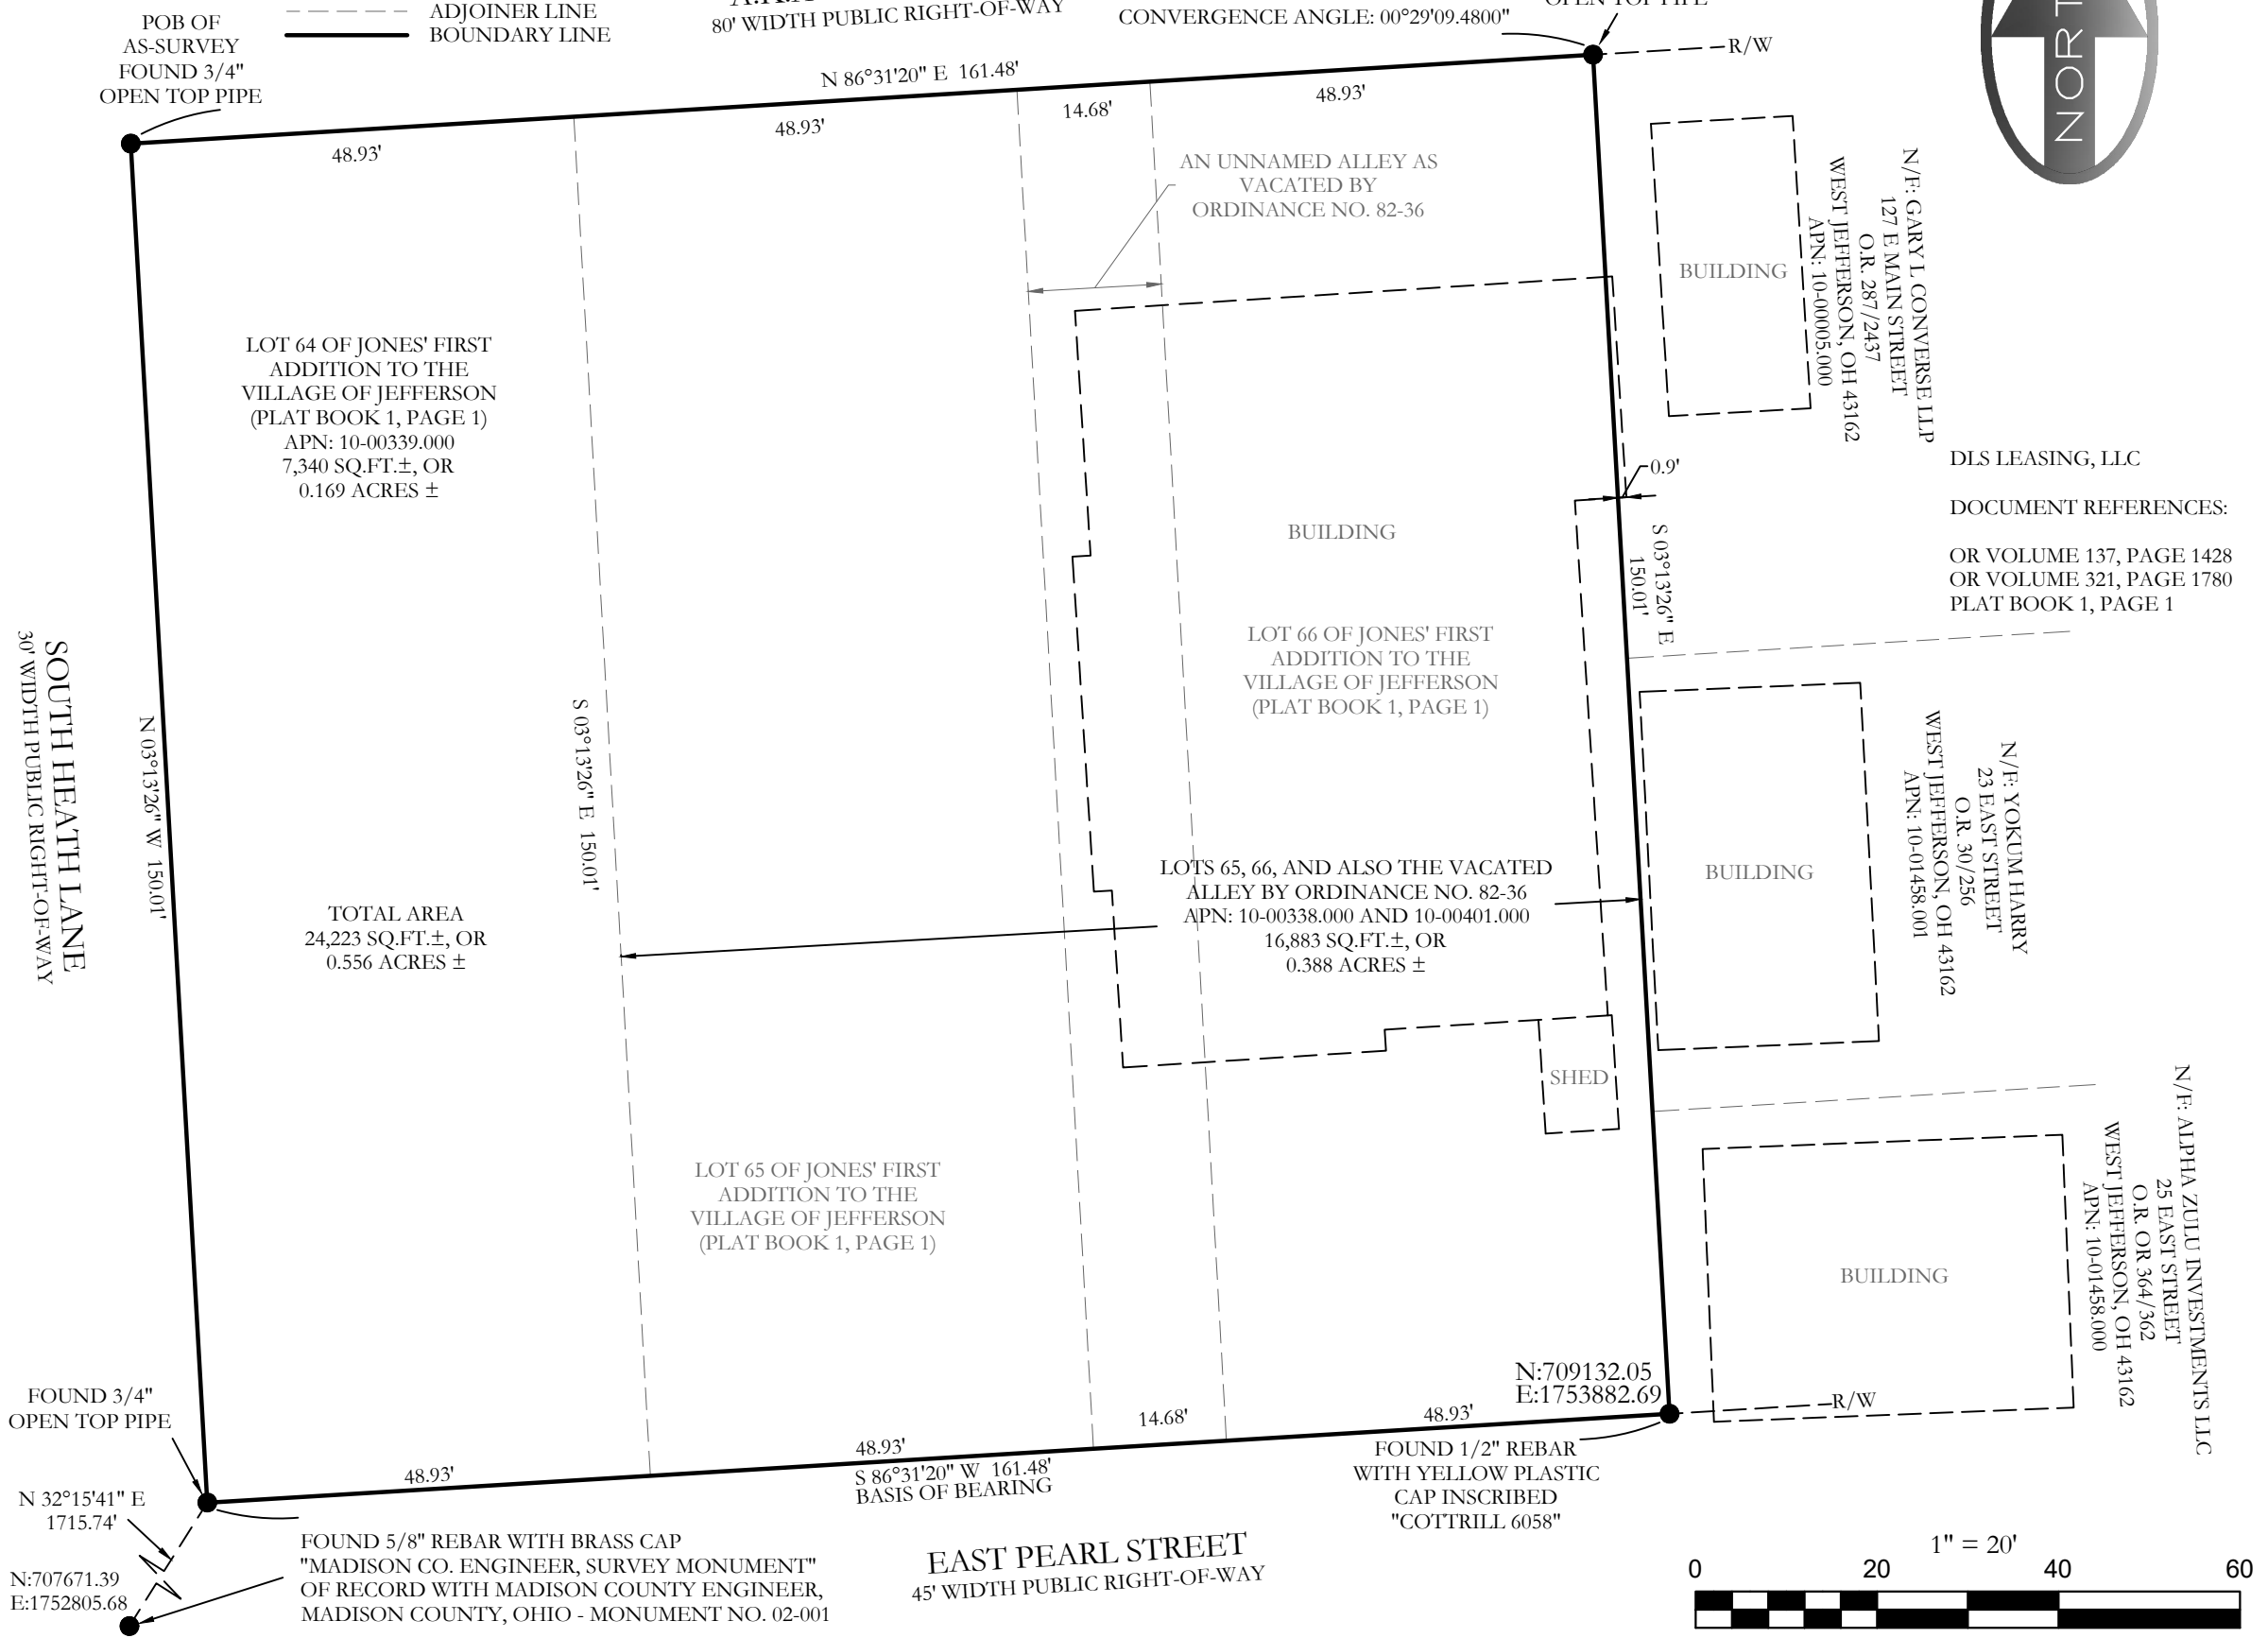 ADJOINER LINE
BOUNDARY LINE
POB OF
AS-SURVEY
FOUND 3/4"
OPEN TOP PIPE
80' WIDTH PUBLIC RIGHT-OF-WAY
CONVERGENCE ANGLE: 00°29'09.4800"
OPEN TOP PIPE
R/W
N 86°31'20" E 161.48'
48.93'
48.93'
14.68'
48.93'
AN UNNAMED ALLEY AS
VACATED BY
ORDINANCE NO. 82-36
LOT 64 OF JONES' FIRST
ADDITION TO THE
VILLAGE OF JEFFERSON
(PLAT BOOK 1, PAGE 1)
APN: 10-00339.000
7,340 SQ.FT.±, OR
0.169 ACRES ±
BUILDING
N/F: GARY L CONVERSE LLP
127 E MAIN STREET
O.R. 287/2437
WEST JEFFERSON, OH 43162
APN: 10-00005.000
0.9'
DLS LEASING, LLC
DOCUMENT REFERENCES:
OR VOLUME 137, PAGE 1428
OR VOLUME 321, PAGE 1780
PLAT BOOK 1, PAGE 1
BUILDING
S 03°13'26" E
150.01'
LOT 66 OF JONES' FIRST
ADDITION TO THE
VILLAGE OF JEFFERSON
(PLAT BOOK 1, PAGE 1)
SOUTH HEATH LANE
30' WIDTH PUBLIC RIGHT-OF-WAY
N 03°13'26" W 150.01'
S 03°13'26" E 150.01'
N/F: YOKUM HARRY
23 EAST STREET
O.R. 30/256
WEST JEFFERSON, OH 43162
APN: 10-01458.001
BUILDING
LOTS 65, 66, AND ALSO THE VACATED
ALLEY BY ORDINANCE NO. 82-36
APN: 10-00338.000 AND 10-00401.000
16,883 SQ.FT.±, OR
0.388 ACRES ±
TOTAL AREA
24,223 SQ.FT.±, OR
0.556 ACRES ±
SHED
N/F: ALPHA ZULU INVESTMENTS LLC
25 EAST STREET
O.R. OR 364/362
WEST JEFFERSON, OH 43162
APN: 10-01458.000
LOT 65 OF JONES' FIRST
ADDITION TO THE
VILLAGE OF JEFFERSON
(PLAT BOOK 1, PAGE 1)
BUILDING
N:709132.05
E:1753882.69
R/W
FOUND 3/4"
OPEN TOP PIPE
48.93'
48.93'
14.68'
48.93'
S 86°31'20" W 161.48'
BASIS OF BEARING
FOUND 1/2" REBAR
WITH YELLOW PLASTIC
CAP INSCRIBED
"COTTRILL 6058"
N 32°15'41" E
1715.74'
N:707671.39
E:1752805.68
FOUND 5/8" REBAR WITH BRASS CAP
"MADISON CO. ENGINEER, SURVEY MONUMENT"
OF RECORD WITH MADISON COUNTY ENGINEER,
MADISON COUNTY, OHIO - MONUMENT NO. 02-001
EAST PEARL STREET
45' WIDTH PUBLIC RIGHT-OF-WAY
1" = 20'
0 20 40 60